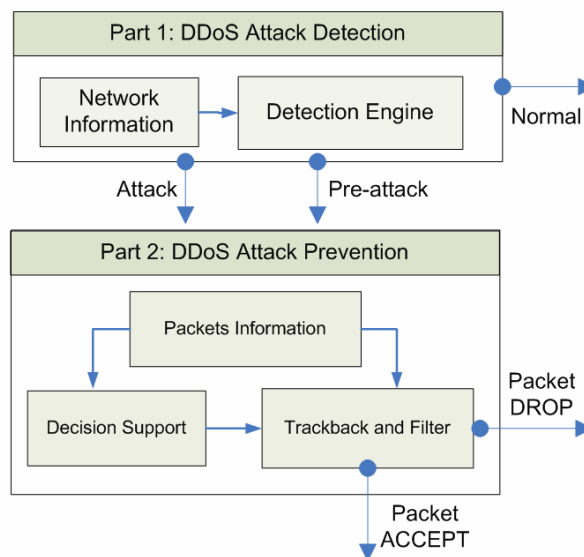 Part 1: DDoS Attack Detection
Network
Information
Detection Engine
Normal
Attack
Pre-attack
Part 2: DDoS Attack Prevention
Packets Information
Decision Support
Trackback and Filter
Packet
DROP
Packet
ACCEPT